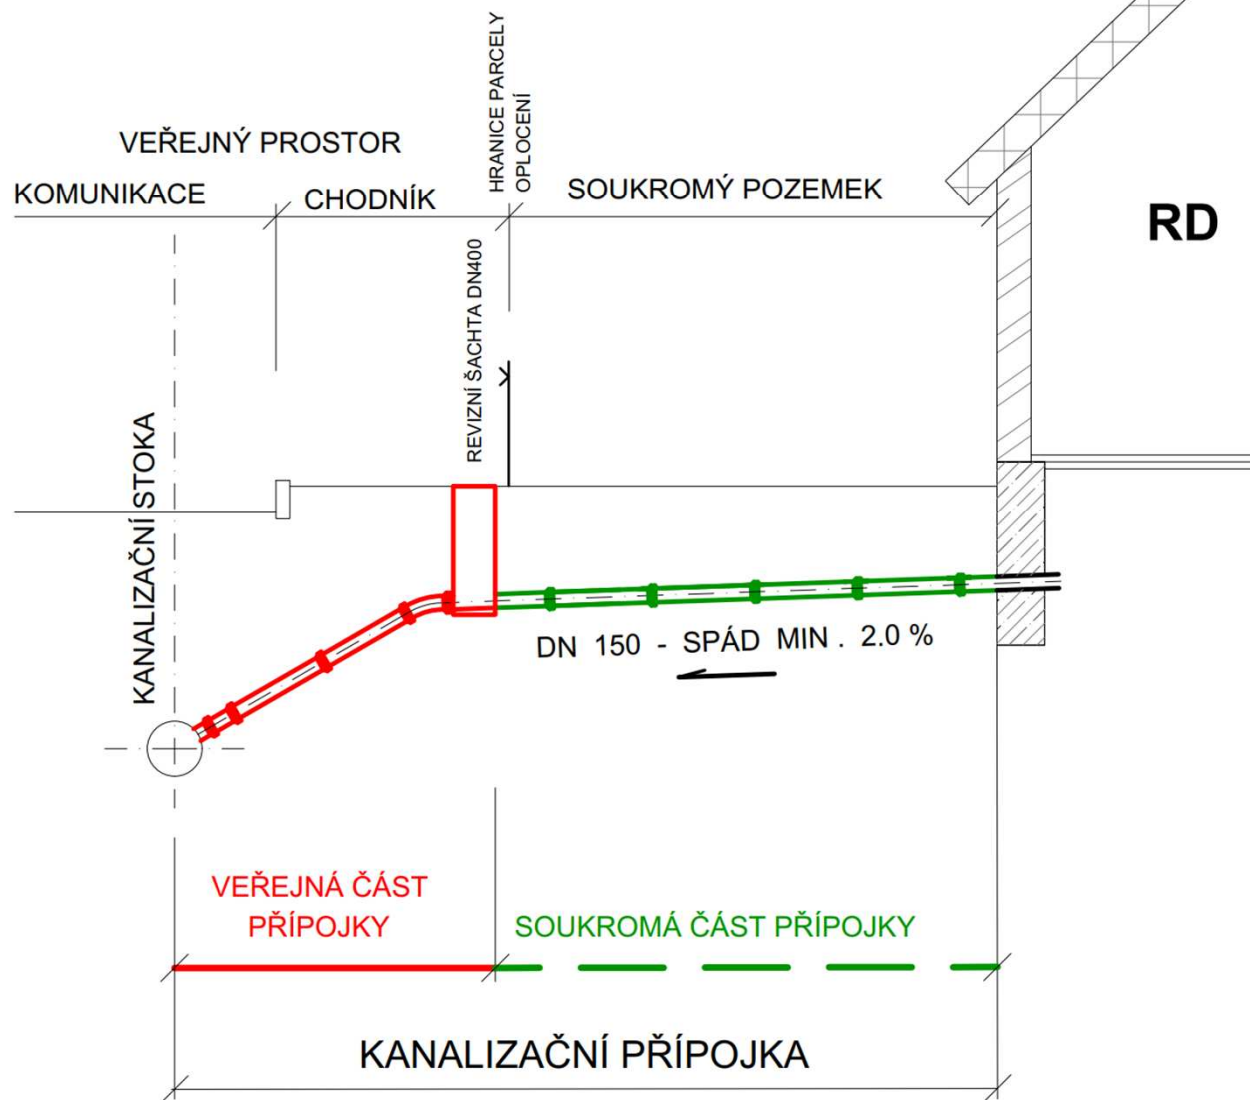 VEŘEJNÝ PROSTOR
KOMUNIKACE
CHODNÍK
HRANICE PARCELY
OPLOCENÍ
SOUKROMÝ POZEMEK
RD
REVIZNÍ ŠACHTA DN400
KANALIZAČNÍ STOKA
DN 150 - SPÁD MIN . 2.0 %
VEŘEJNÁ ČÁST
PŘÍPOJKY
SOUKROMÁ ČÁST PŘÍPOJKY
KANALIZAČNÍ PŘÍPOJKA